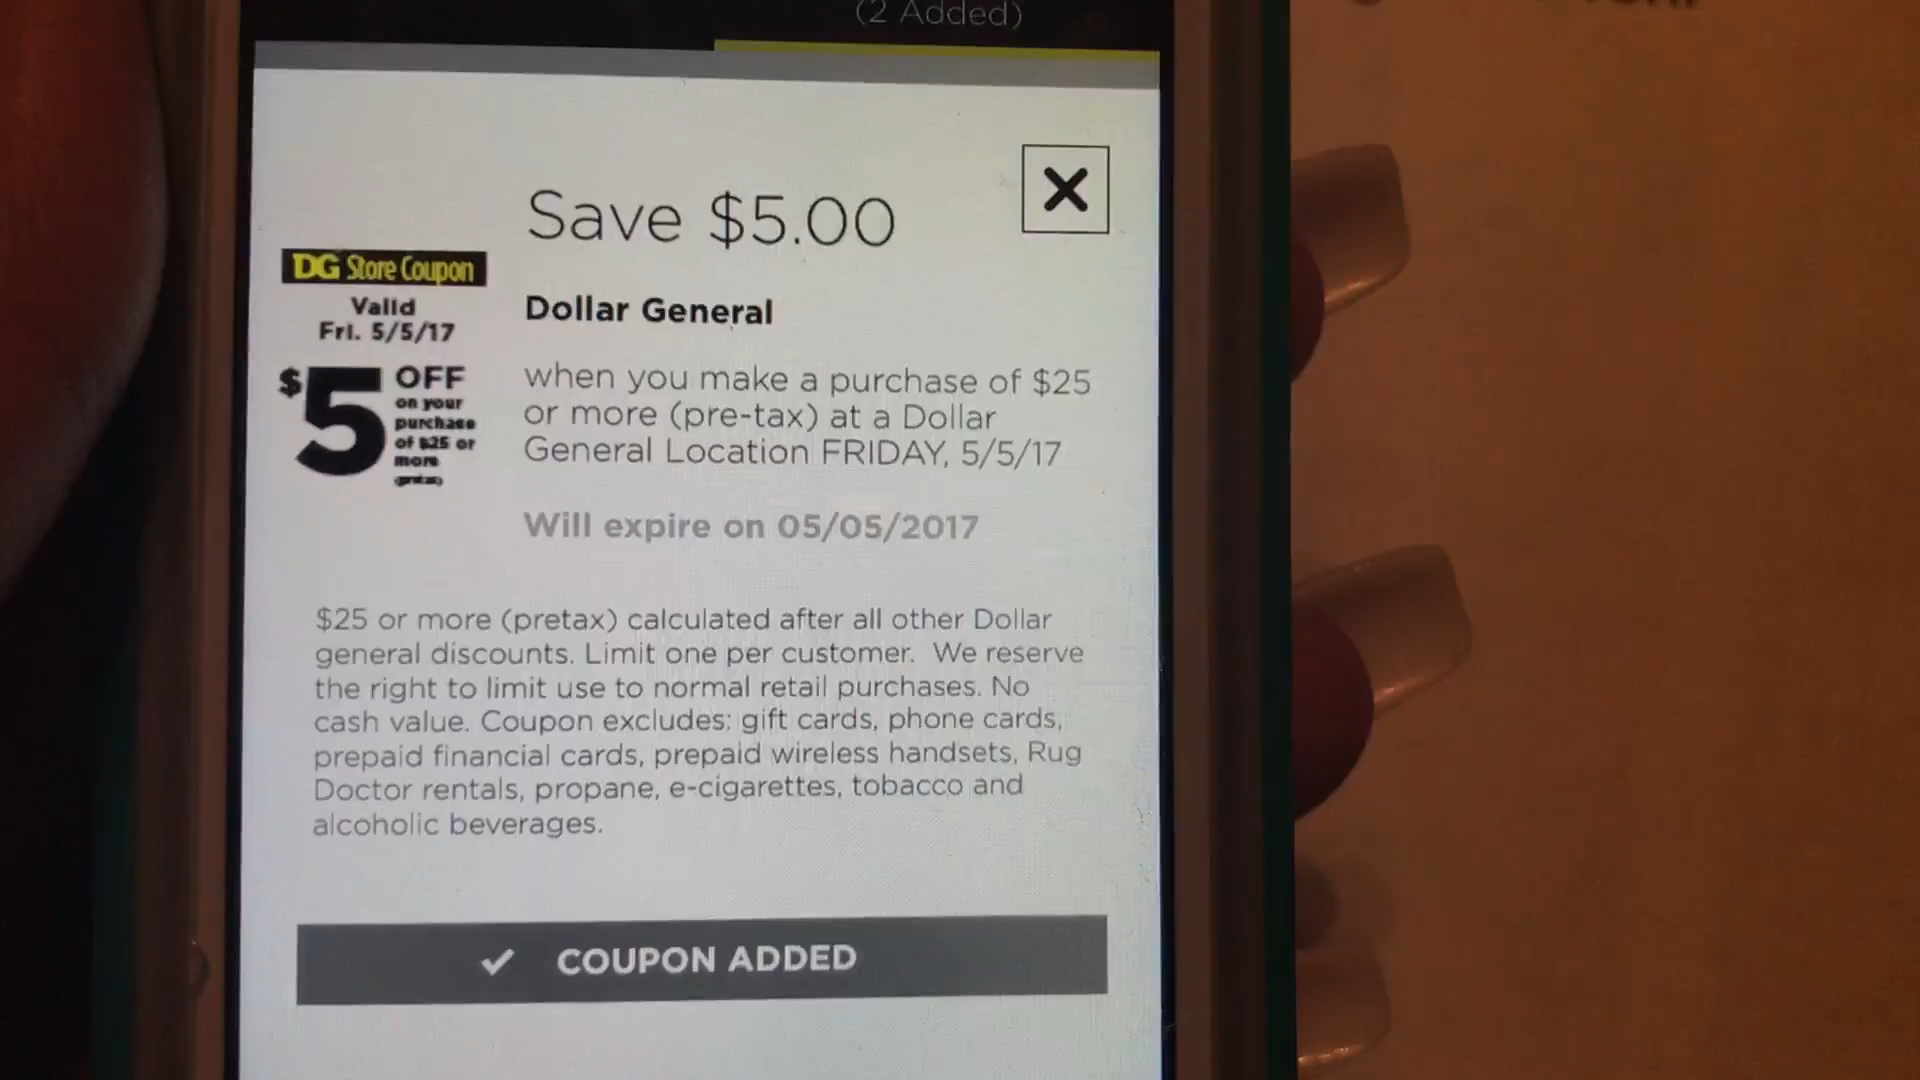 (2 Added)
Save $5.00
DG Store Coupon
Valid
Fri. 5/5/17
$5 OFF
on your
purchase
of $25 or
more
(pretax)
Dollar General
when you make a purchase of $25
or more (pre-tax) at a Dollar
General Location FRIDAY, 5/5/17
Will expire on 05/05/2017
$25 or more (pretax) calculated after all other Dollar
general discounts. Limit one per customer. We reserve
the right to limit use to normal retail purchases. No
cash value. Coupon excludes: gift cards, phone cards,
prepaid financial cards, prepaid wireless handsets, Rug
Doctor rentals, propane, e-cigarettes, tobacco and
alcoholic beverages.
COUPON ADDED